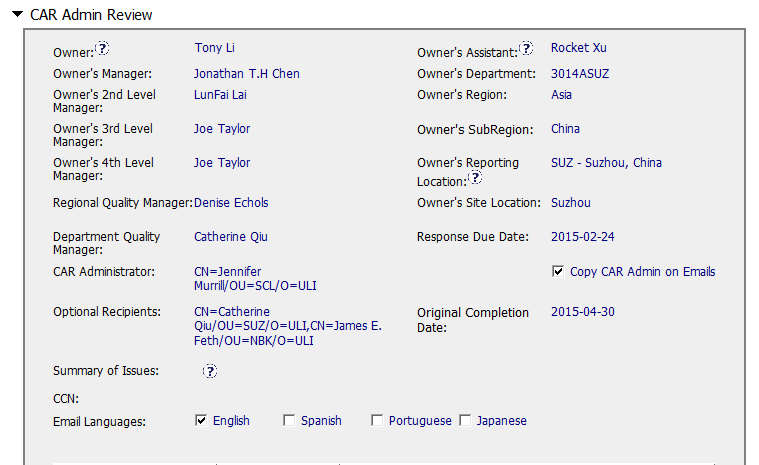 CAR Admin Review
Owner: Tony Li Owner's Assistant: Rocket Xu
Owner's Manager: Jonathan T.H Chen Owner's Department: 3014ASUZ
Owner's 2nd Level Manager: LunFai Lai Owner's Region: Asia
Owner's 3rd Level Manager: Joe Taylor Owner's SubRegion: China
Owner's 4th Level Manager: Joe Taylor Owner's Reporting Location: SUZ - Suzhou, China
Regional Quality Manager: Denise Echols Owner's Site Location: Suzhou
Department Quality Manager: Catherine Qiu Response Due Date: 2015-02-24
CAR Administrator: CN=Jennifer Murrill/OU=SCL/O=ULI Copy CAR Admin on Emails
Optional Recipients: CN=Catherine Qiu/OU=SUZ/O=ULI,CN=James E. Feth/OU=NBK/O=ULI Original Completion Date: 2015-04-30
Summary of Issues:
CCN:
Email Languages: English Spanish Portuguese Japanese